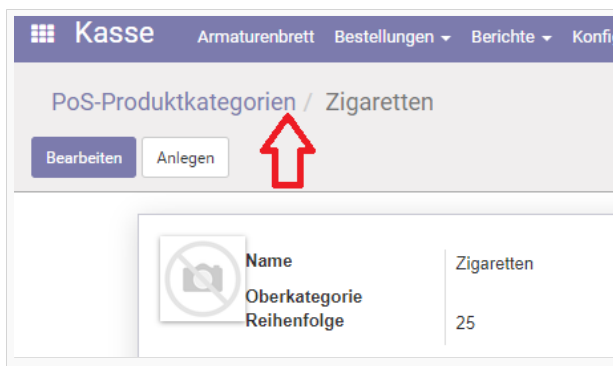 Kasse Armaturenbrett Bestellungen Berichte
PoS-Produktkategorien / Zigaretten
Bearbeiten Anlegen
Name Zigaretten
Oberkategorie
Reihenfolge 25